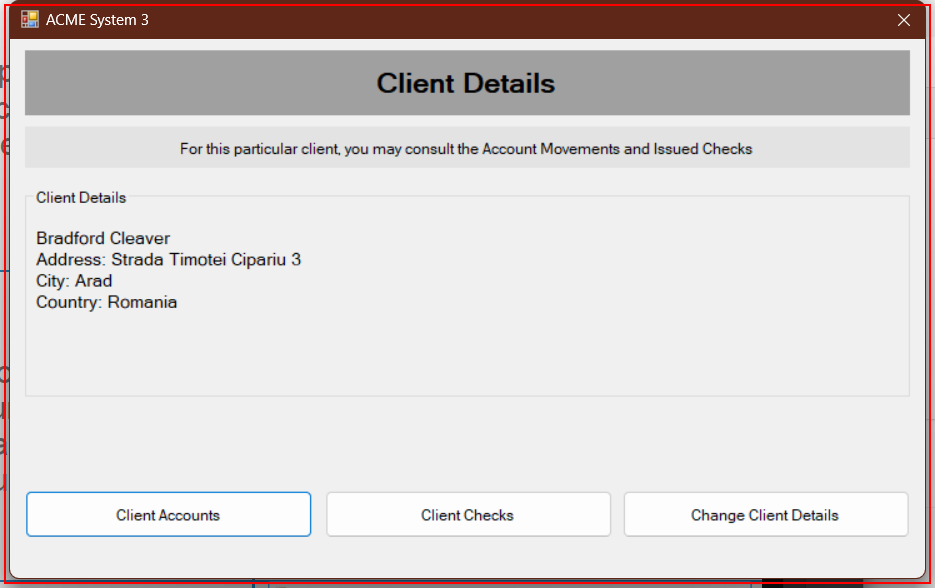 ACME System 3
Client Details
For this particular client, you may consult the Account Movements and Issued Checks
Client Details
Bradford Cleaver
Address: Strada Timotei Cipariu 3
City: Arad
Country: Romania
Client Accounts
Client Checks
Change Client Details